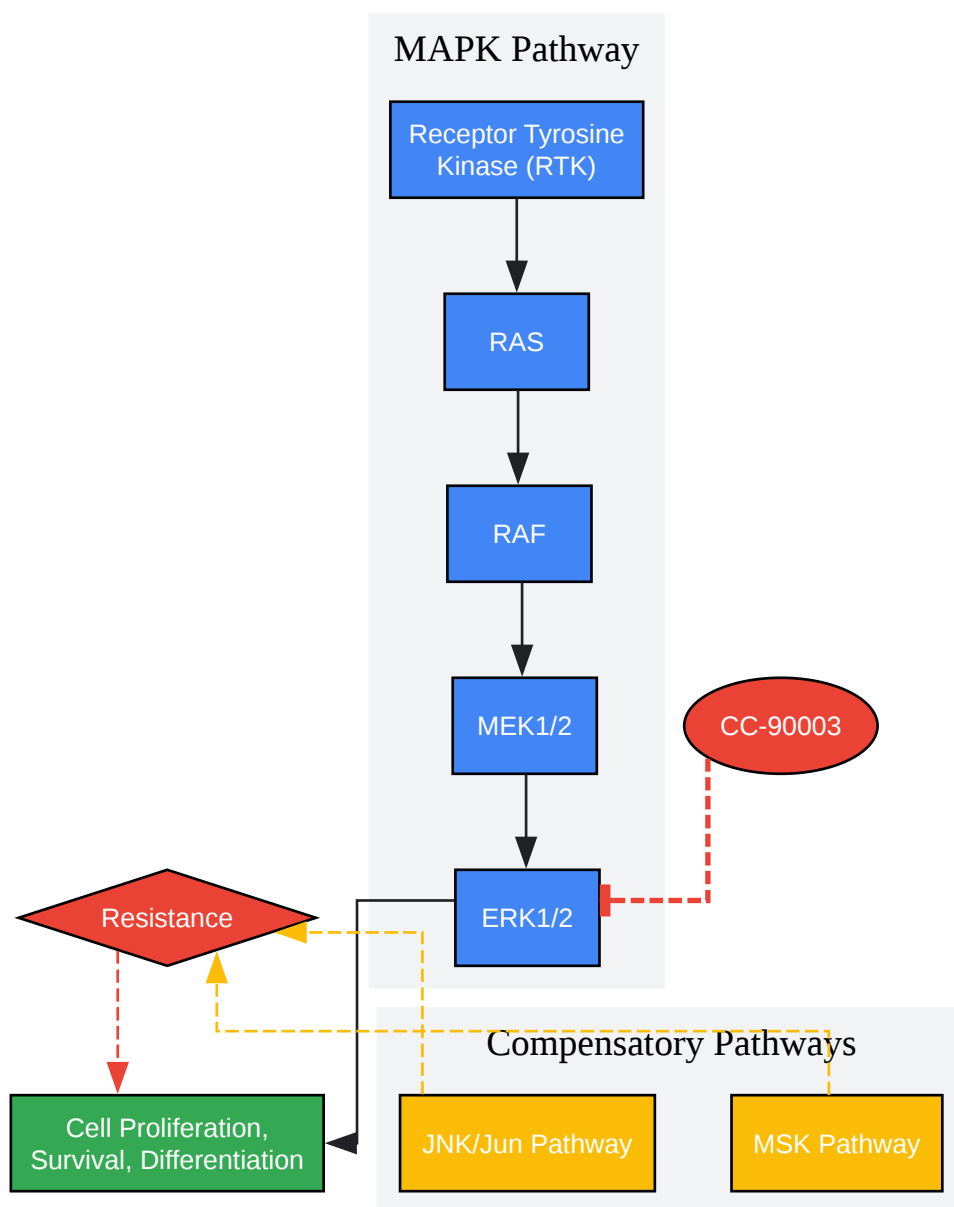 MAPK Pathway
Receptor Tyrosine
Kinase (RTK)
RAS
RAF
MEK1/2
CC-90003
Resistance
ERK1/2
Compensatory Pathways
Cell Proliferation,
Survival, Differentiation
JNK/Jun Pathway
MSK Pathway